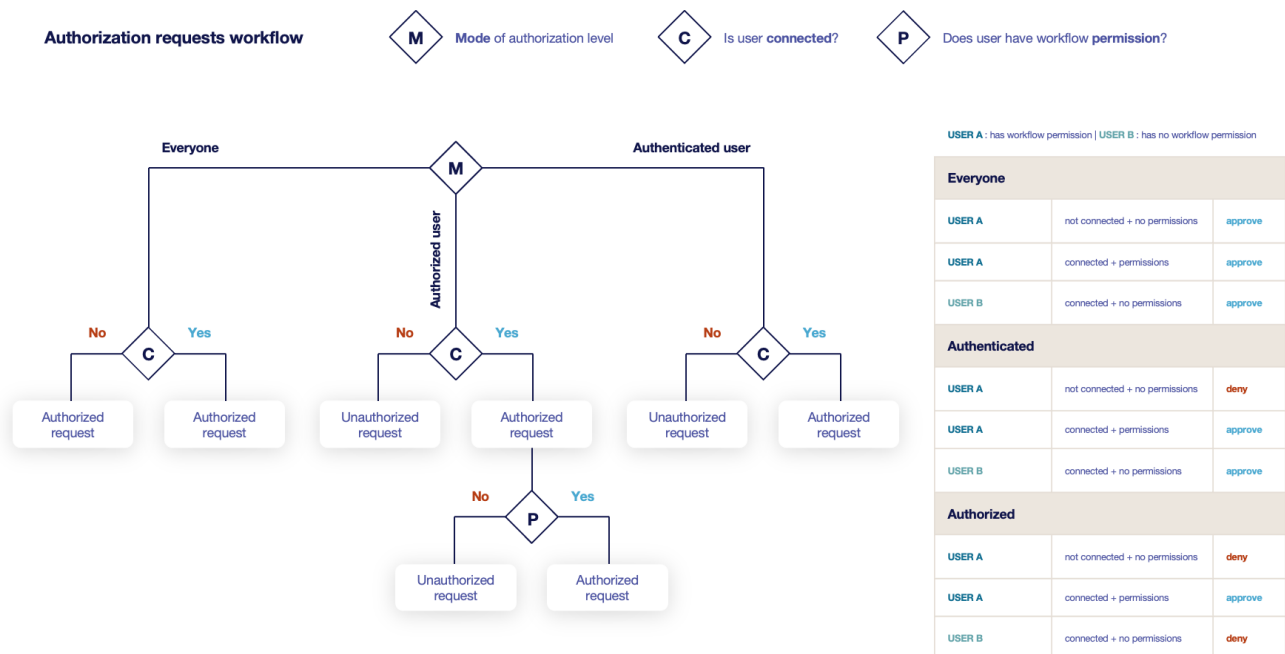 Authorization requests workflow
M
Mode of authorization level
C
Is user connected?
P
Does user have workflow permission?
Everyone
M
Authenticated user
Authorized user
No
Yes
C
No
Yes
C
No
Yes
C
Authorized
request
Authorized
request
Unauthorized
request
Authorized
request
Unauthorized
request
Authorized
request
No
Yes
P
Unauthorized
request
Authorized
request
USER A : has workflow permission | USER B : has no workflow permission
Everyone
USER A not connected + no permissions approve
USER A connected + permissions approve
USER B connected + no permissions approve
Authenticated
USER A not connected + no permissions deny
USER A connected + permissions approve
USER B connected + no permissions approve
Authorized
USER A not connected + no permissions deny
USER A connected + permissions approve
USER B connected + no permissions deny